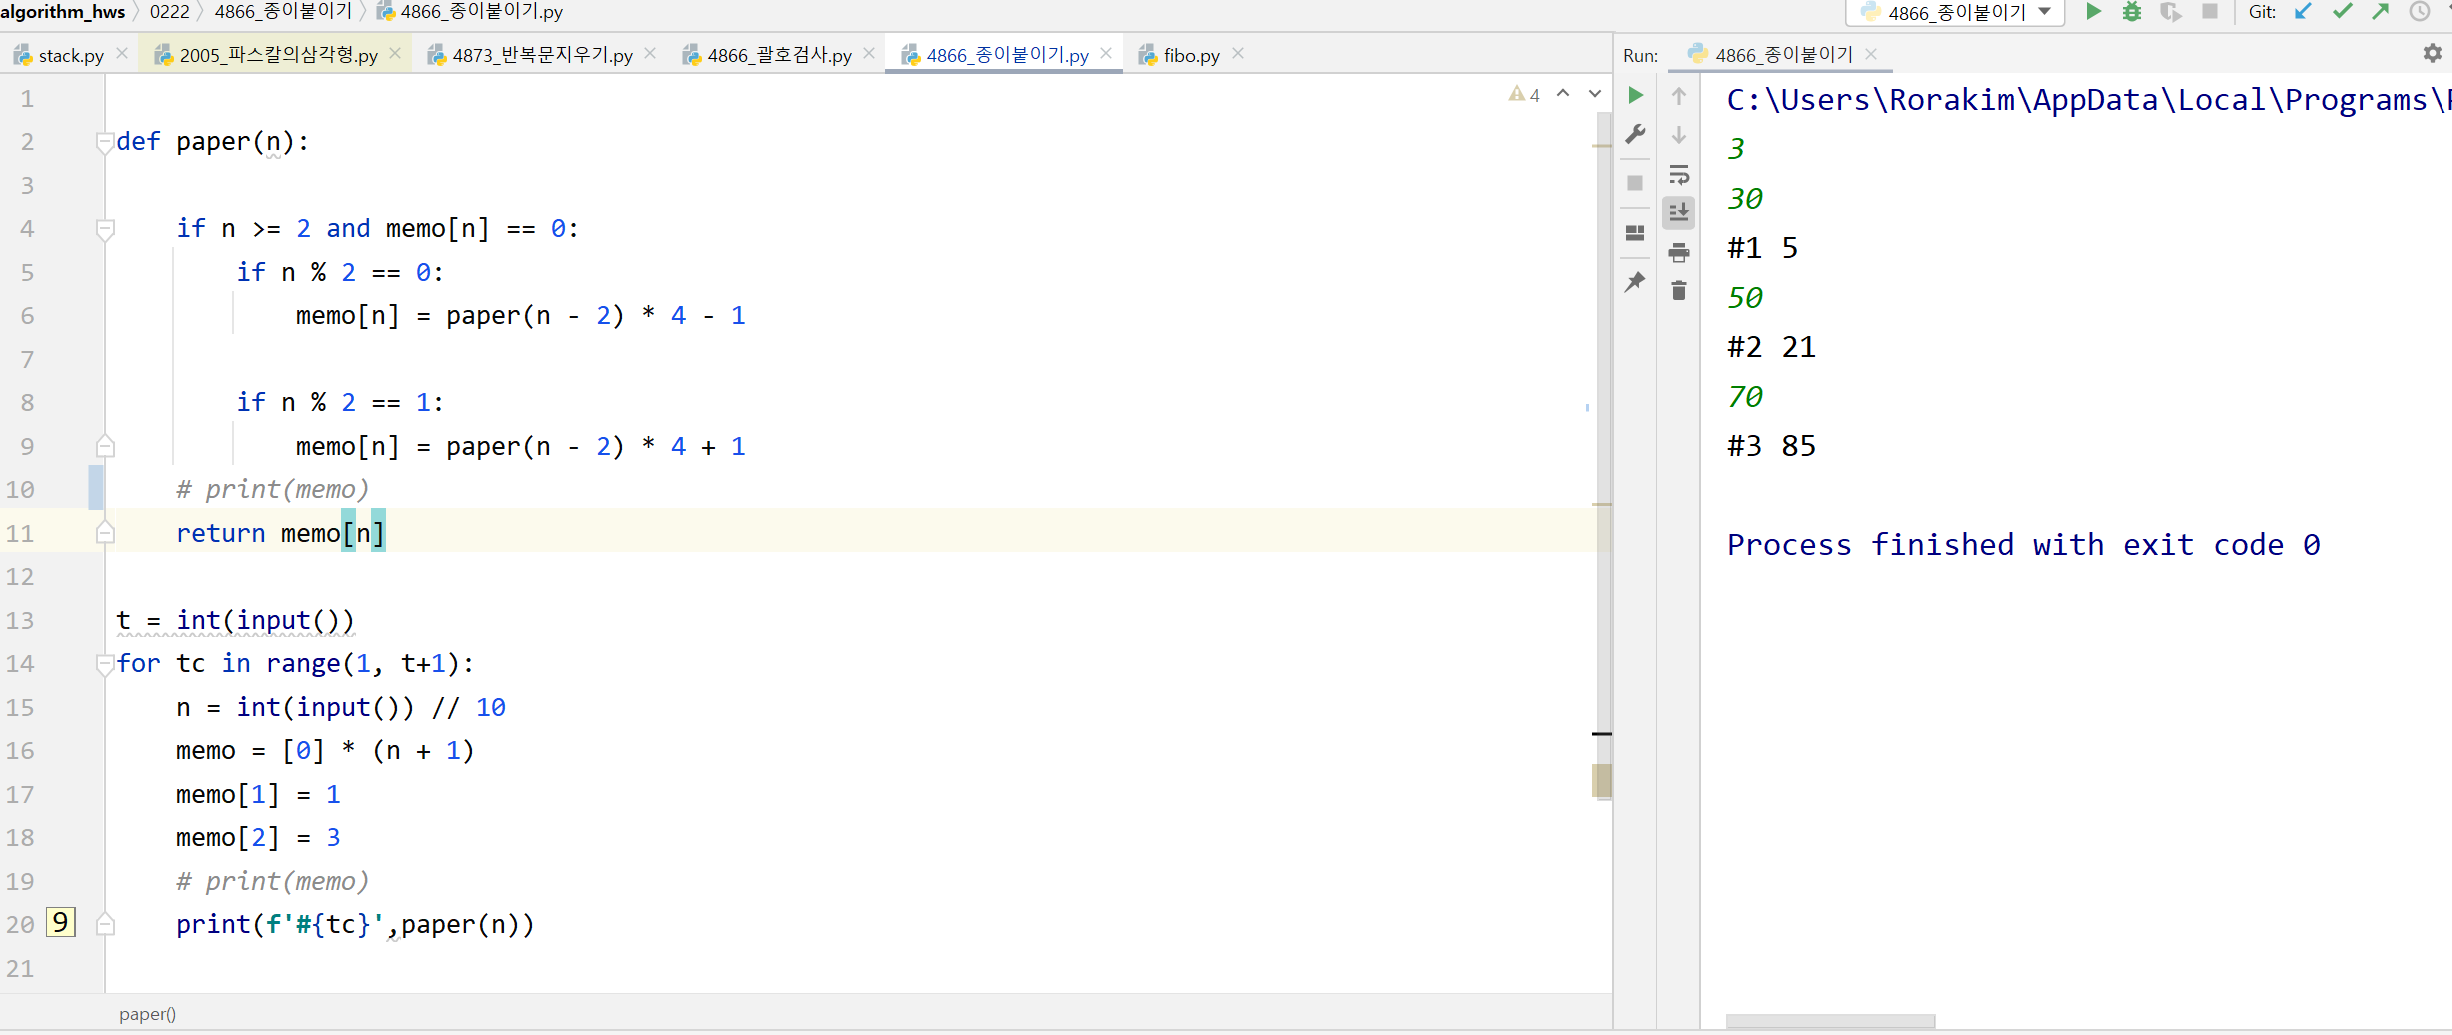 algorithm_hws 0222 4866_종이붙이기 4866_종이붙이기.py
4866_종이붙이기 Git:
stack.py 2005_파스칼의삼각형.py 4873_반복문지우기.py 4866_괄호검사.py 4866_종이붙이기.py fibo.py
Run: 4866_종이붙이기
4
1
2 def paper(n):
3
4 if n >= 2 and memo[n] == 0:
5 if n % 2 == 0:
6 memo[n] = paper(n - 2) * 4 - 1
7
8 if n % 2 == 1:
9 memo[n] = paper(n - 2) * 4 + 1
10 # print(memo)
11 return memo[n]
12
13 t = int(input())
14 for tc in range(1, t+1):
15 n = int(input()) // 10
16 memo = [0] * (n + 1)
17 memo[1] = 1
18 memo[2] = 3
19 # print(memo)
20 9 print(f'#{tc}',paper(n))
21
paper()
C:\Users\Rorakim\AppData\Local\Programs\
3
30
#1 5
50
#2 21
70
#3 85
Process finished with exit code 0